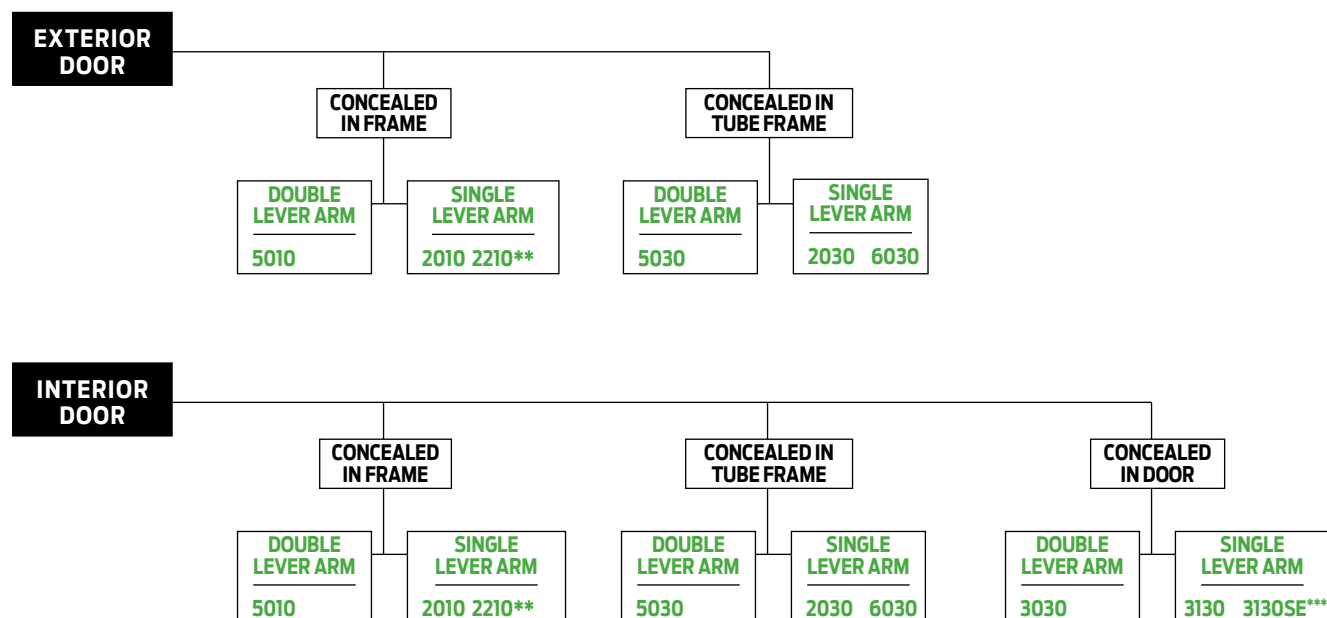 EXTERIOR
DOOR
CONCEALED
IN FRAME
CONCEALED IN
TUBE FRAME
DOUBLE
LEVER ARM
5010
SINGLE
LEVER ARM
2010 2210**
DOUBLE
LEVER ARM
5030
SINGLE
LEVER ARM
2030 6030
INTERIOR
DOOR
CONCEALED
IN FRAME
CONCEALED IN
TUBE FRAME
CONCEALED
IN DOOR
DOUBLE
LEVER ARM
5010
SINGLE
LEVER ARM
2010 2210**
DOUBLE
LEVER ARM
5030
SINGLE
LEVER ARM
2030 6030
DOUBLE
LEVER ARM
3030
SINGLE
LEVER ARM
3130 3130SE***